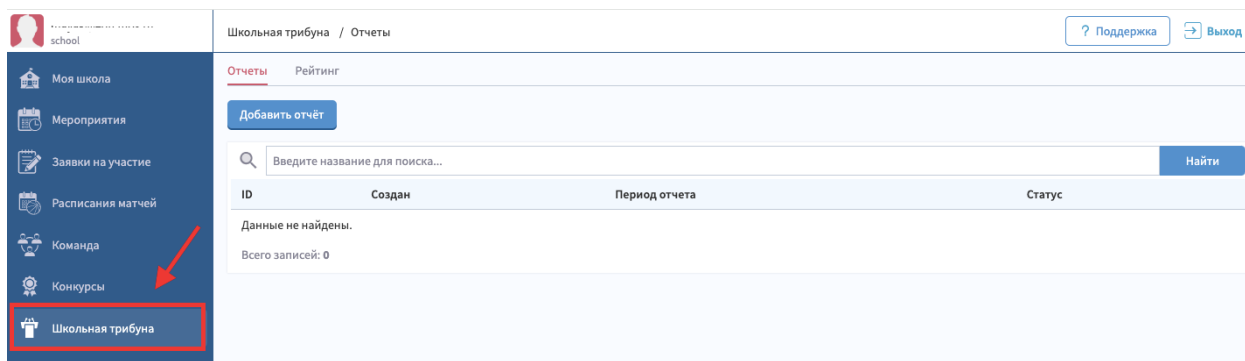 school
Школьная трибуна / Отчеты
? Поддержка
Выход
Моя школа
Мероприятия
Заявки на участие
Расписания матчей
Команда
Конкурсы
Школьная трибуна
Отчеты Рейтинг
Добавить отчёт
Введите название для поиска... Найти
ID Создан Период отчета Статус
Данные не найдены.
Всего записей: 0